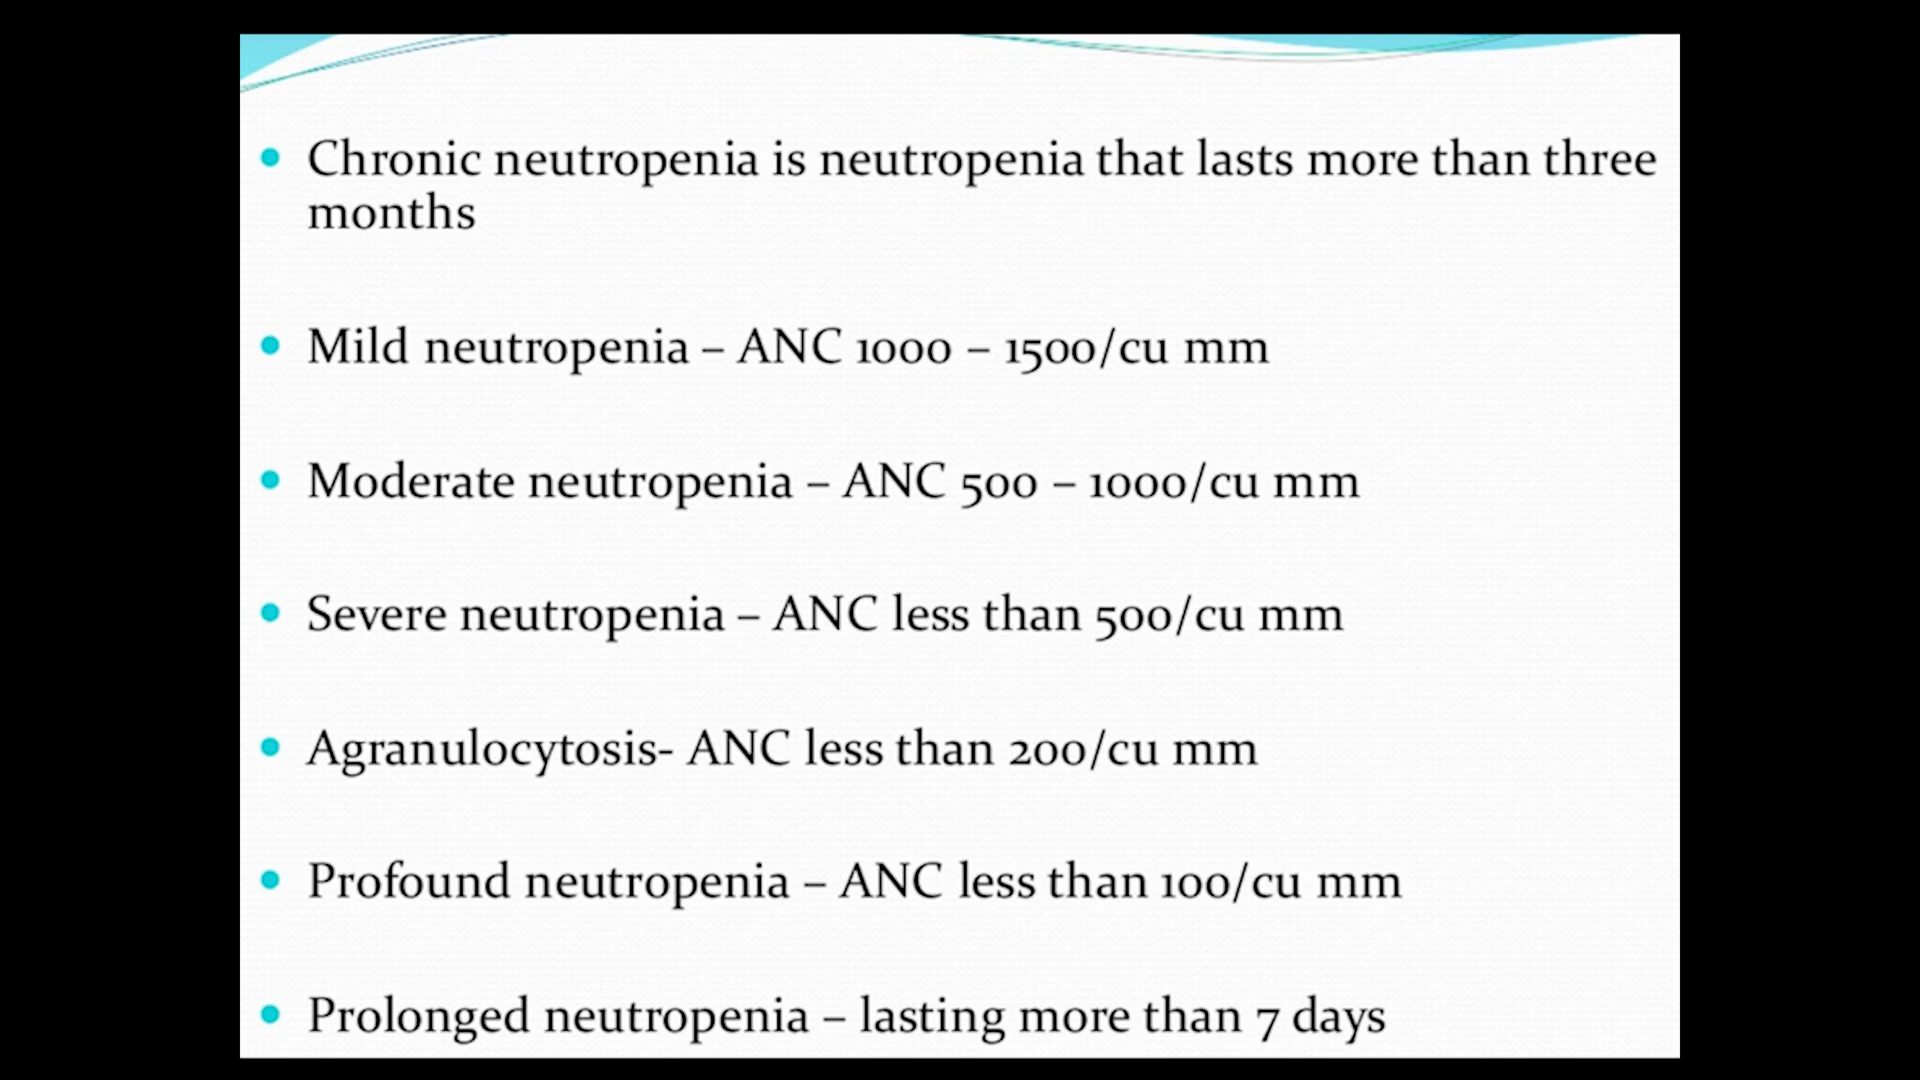 • Chronic neutropenia is neutropenia that lasts more than three
months
• Mild neutropenia – ANC 1000 – 1500/cu mm
• Moderate neutropenia – ANC 500 – 1000/cu mm
• Severe neutropenia – ANC less than 500/cu mm
• Agranulocytosis- ANC less than 200/cu mm
• Profound neutropenia – ANC less than 100/cu mm
• Prolonged neutropenia – lasting more than 7 days